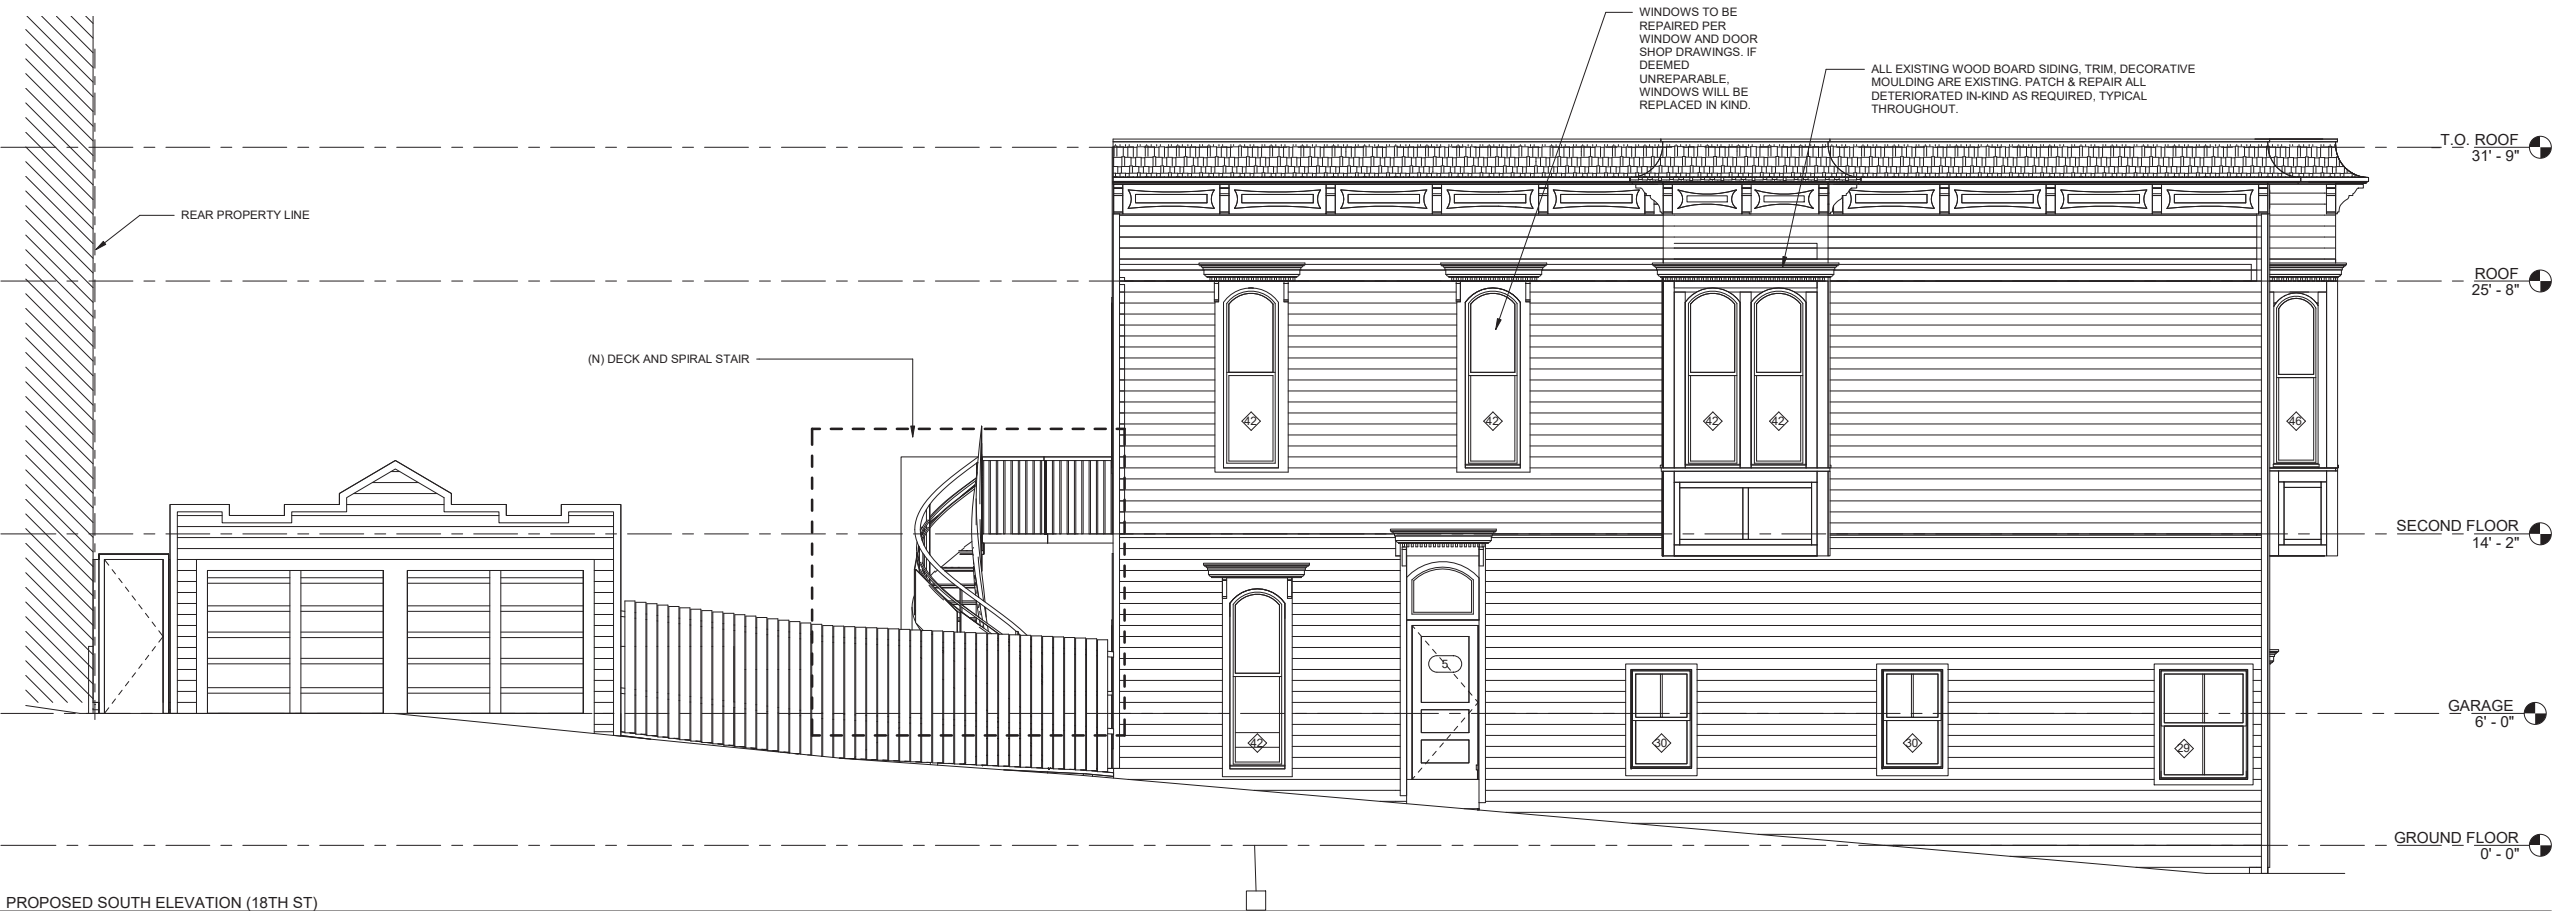 WINDOWS TO BE
REPAIRED PER
WINDOW AND DOOR
SHOP DRAWINGS. IF
DEEMED
UNREPARABLE,
WINDOWS WILL BE
REPLACED IN KIND.
ALL EXISTING WOOD BOARD SIDING, TRIM, DECORATIVE
MOULDING ARE EXISTING. PATCH & REPAIR ALL
DETERIORATED IN-KIND AS REQUIRED, TYPICAL
THROUGHOUT.
T.O. ROOF
31' - 9"
REAR PROPERTY LINE
ROOF
25' - 8"
(N) DECK AND SPIRAL STAIR
42
42
42
42
46
SECOND FLOOR
14' - 2"
5
GARAGE
6' - 0"
42
30
30
29
GROUND FLOOR
0' - 0"
PROPOSED SOUTH ELEVATION (18TH ST)